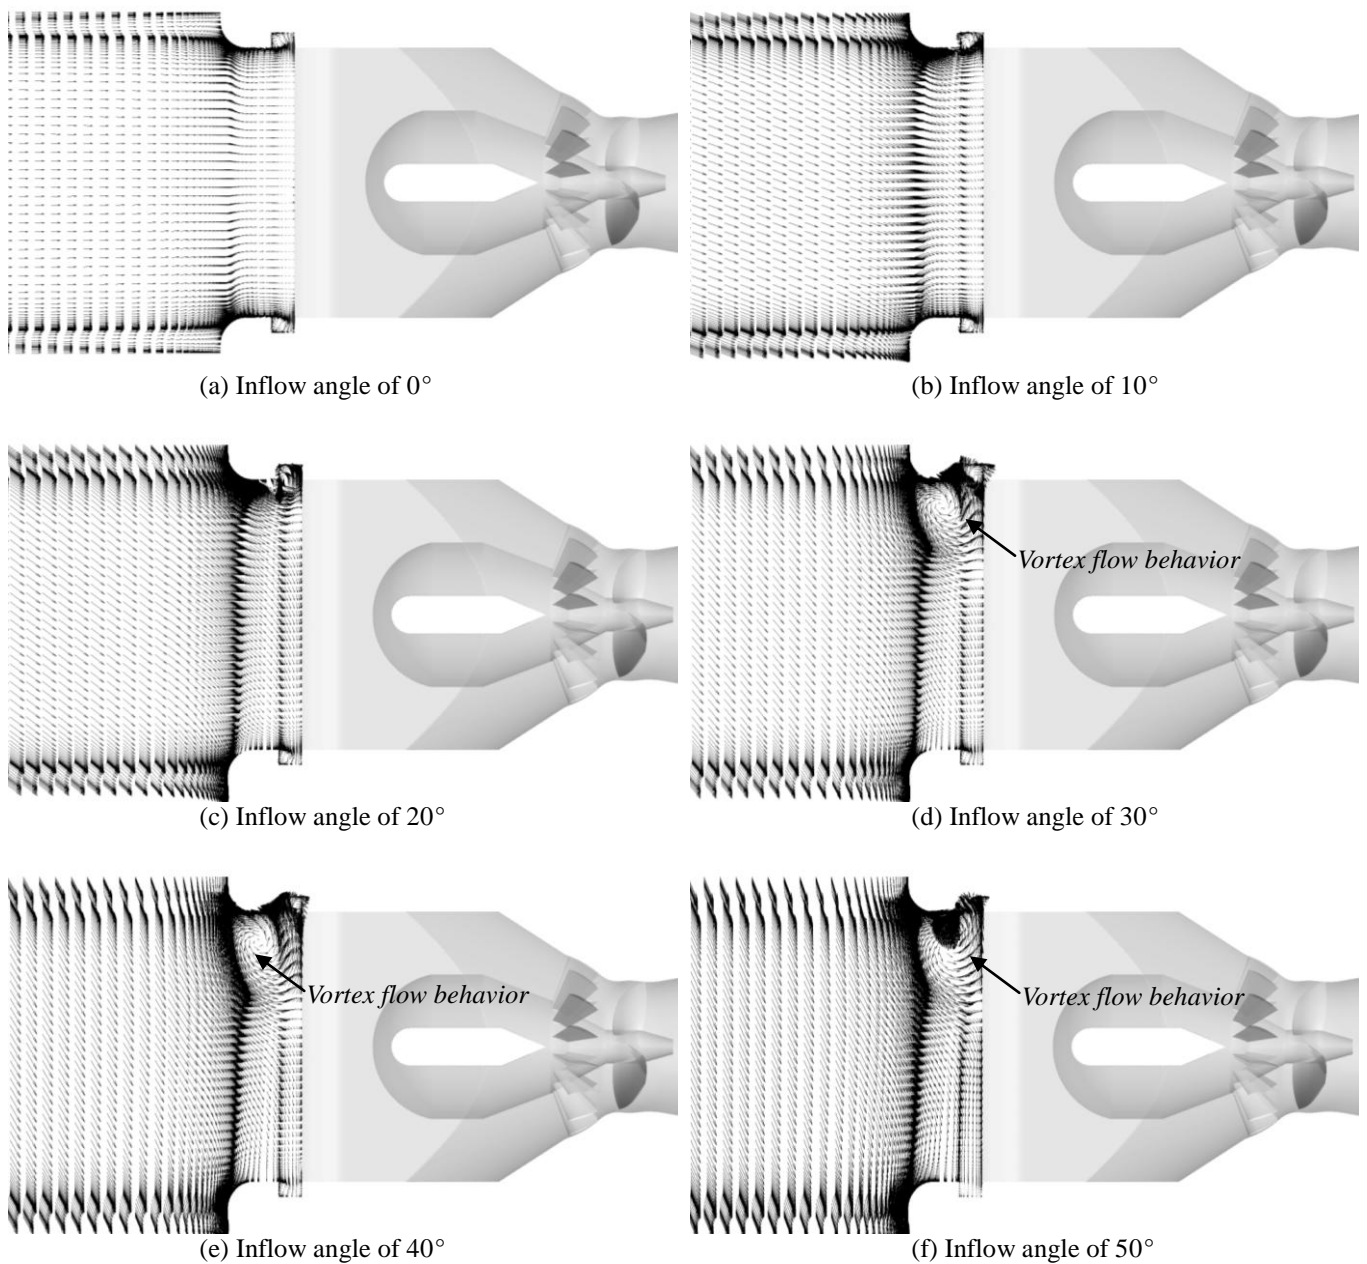 (a) Inflow angle of 0°
(b) Inflow angle of 10°
Vortex flow behavior
(c) Inflow angle of 20°
(d) Inflow angle of 30°
Vortex flow behavior
Vortex flow behavior
(e) Inflow angle of 40°
(f) Inflow angle of 50°